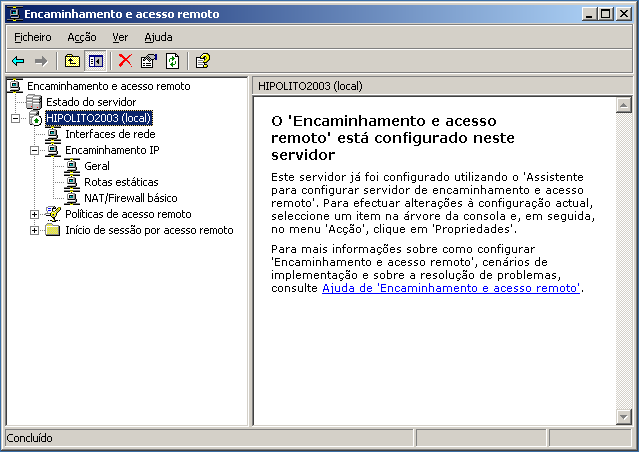 Encaminhamento e acesso remoto
Ficheiro Acção Ver Ajuda
Encaminhamento e acesso remoto
Estado do servidor
HIPOLITO2003 (local)
Interfaces de rede
Encaminhamento IP
Geral
Rotas estáticas
NAT/Firewall básico
Políticas de acesso remoto
Início de sessão por acesso remoto
HIPOLITO2003 (local)
O 'Encaminhamento e acesso
remoto' está configurado neste
servidor
Este servidor já foi configurado utilizando o 'Assistente
para configurar servidor de encaminhamento e acesso
remoto'. Para efectuar alterações à configuração actual,
seleccione um item na árvore da consola e, em seguida,
no menu 'Acção', clique em 'Propriedades'.
Para mais informações sobre como configurar
'Encaminhamento e acesso remoto', cenários de
implementação e sobre a resolução de problemas,
consulte Ajuda de 'Encaminhamento e acesso remoto'.
Concluído